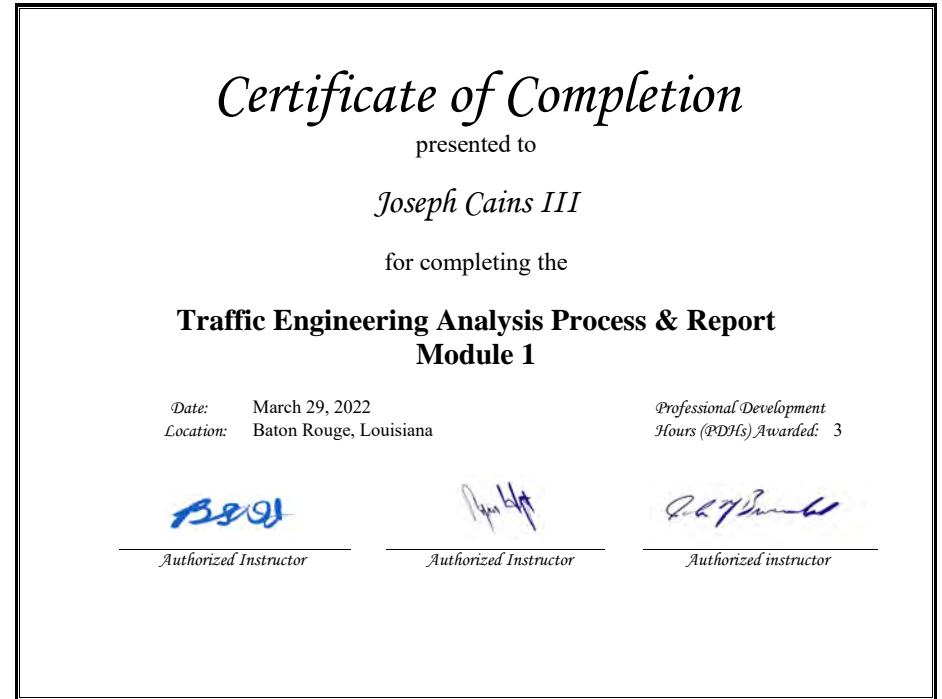 Certificate of Completion
presented to
Joseph Cains III
for completing the
Traffic Engineering Analysis Process & Report
Module 1
Date: March 29, 2022
Location: Baton Rouge, Louisiana
Professional Development
Hours (PDHs) Awarded: 3
Authorized Instructor
Authorized Instructor
Authorized instructor